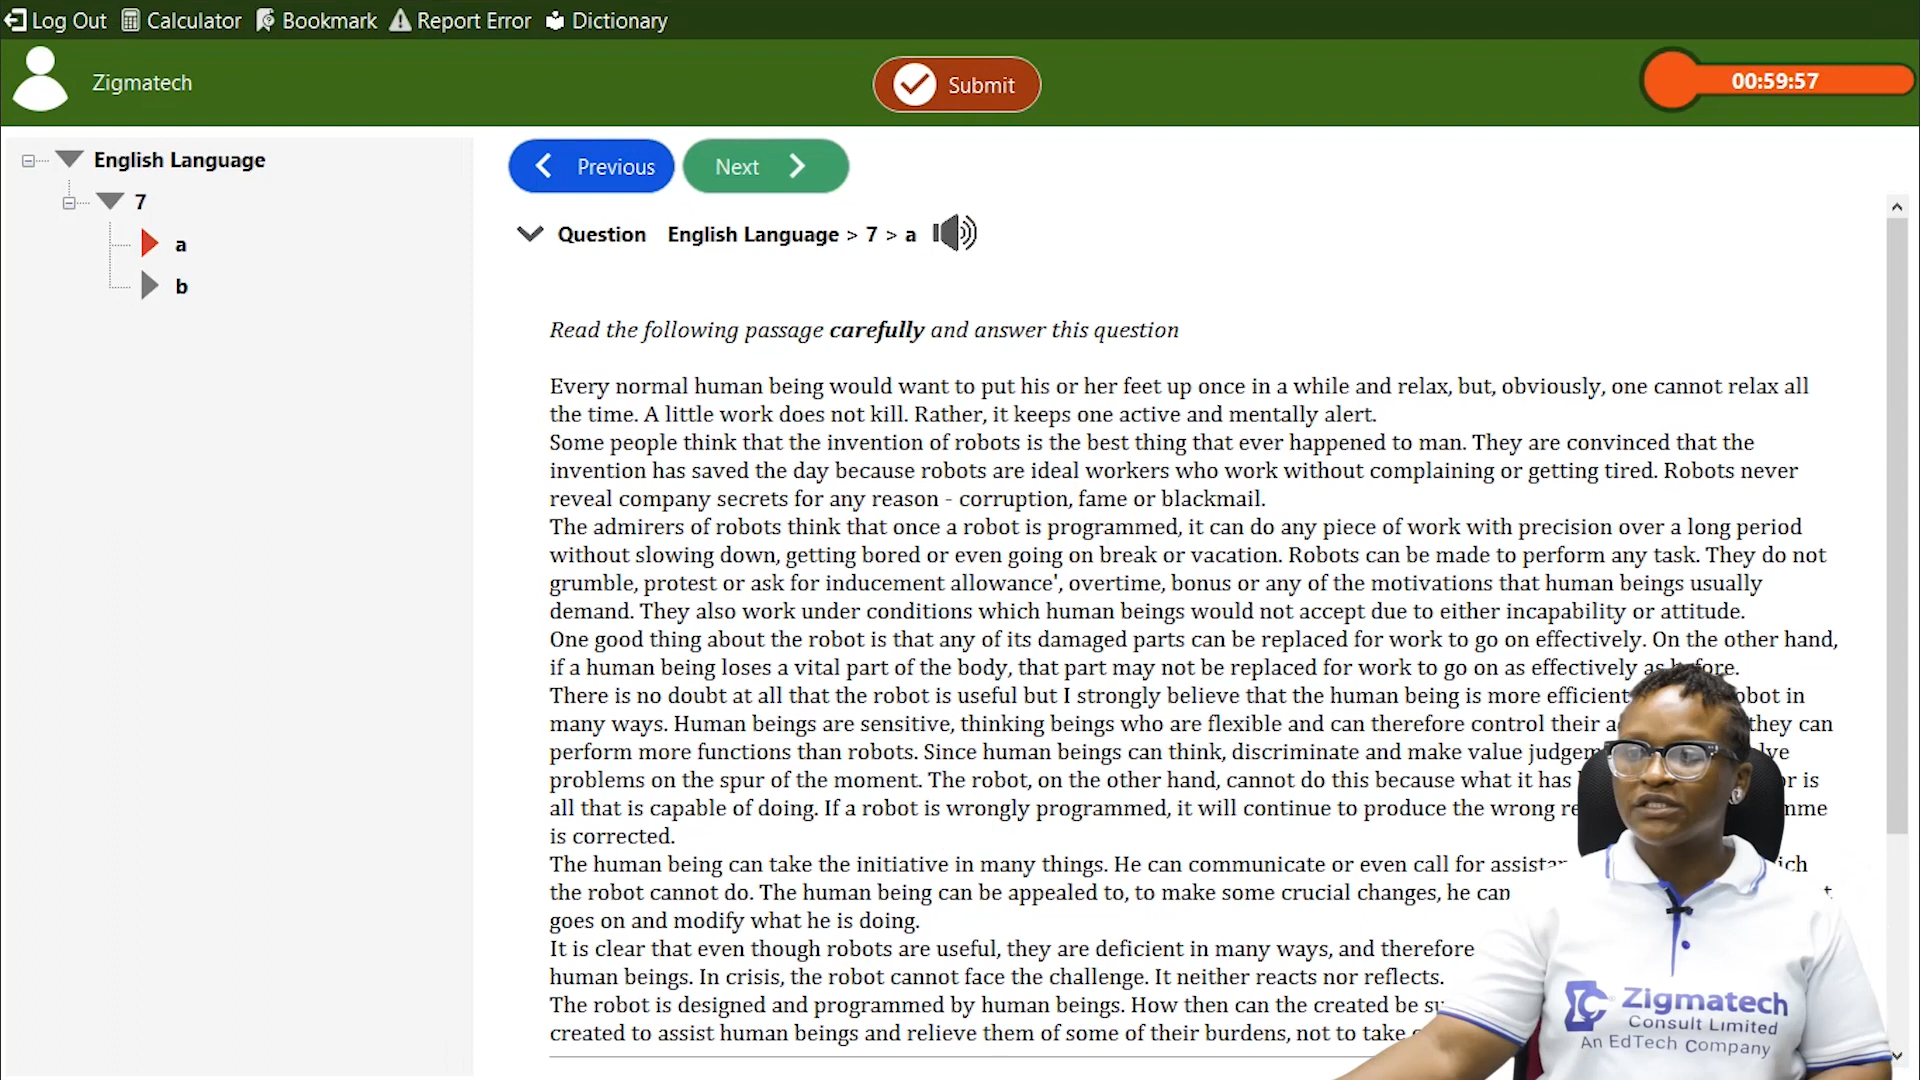 Log Out Calculator Bookmark Report Error Dictionary
Zigmatech
Submit
00:59:57
English Language
7
a
b
Previous
Next
Question English Language > 7 > a
Read the following passage carefully and answer this question
Every normal human being would want to put his or her feet up once in a while and relax, but, obviously, one cannot relax all
the time. A little work does not kill. Rather, it keeps one active and mentally alert.
Some people think that the invention of robots is the best thing that ever happened to man. They are convinced that the
invention has saved the day because robots are ideal workers who work without complaining or getting tired. Robots never
reveal company secrets for any reason - corruption, fame or blackmail.
The admirers of robots think that once a robot is programmed, it can do any piece of work with precision over a long period
without slowing down, getting bored or even going on break or vacation. Robots can be made to perform any task. They do not
grumble, protest or ask for inducement allowance', overtime, bonus or any of the motivations that human beings usually
demand. They also work under conditions which human beings would not accept due to either incapability or attitude.
One good thing about the robot is that any of its damaged parts can be replaced for work to go on effectively. On the other hand,
if a human being loses a vital part of the body, that part may not be replaced for work to go on as effectively as before.
There is no doubt at all that the robot is useful but I strongly believe that the human being is more efficient robot in
many ways. Human beings are sensitive, thinking beings who are flexible and can therefore control their they can
perform more functions than robots. Since human beings can think, discriminate and make value
problems on the spur of the moment. The robot, on the other hand, cannot do this because what it has is
all that is capable of doing. If a robot is wrongly programmed, it will continue to produce the wrong
is corrected.
The human being can take the initiative in many things. He can communicate or even call for
the robot cannot do. The human being can be appealed to, to make some crucial changes, he can
goes on and modify what he is doing.
It is clear that even though robots are useful, they are deficient in many ways, and therefore
human beings. In crisis, the robot cannot face the challenge. It neither reacts nor reflects.
The robot is designed and programmed by human beings. How then can the created be
created to assist human beings and relieve them of some of their burdens, not to take
Zigmatech
Consult Limited
An EdTech Company